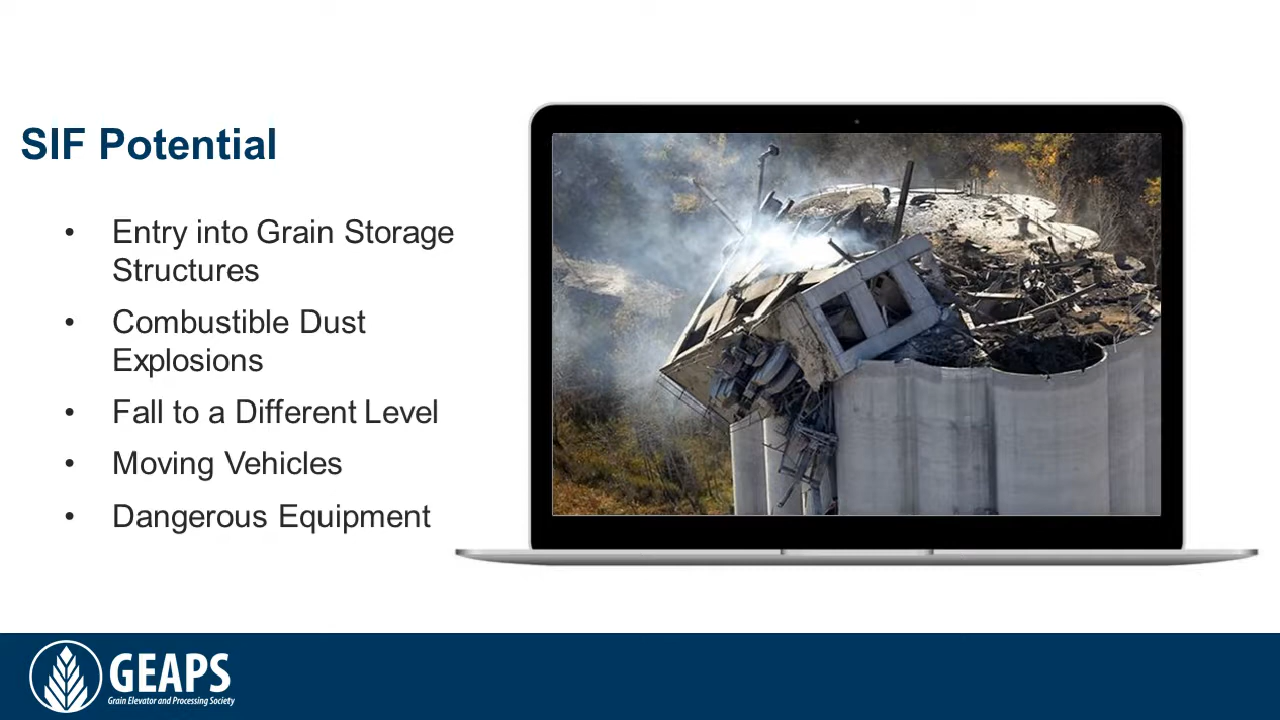 SIF Potential
• Entry into Grain Storage
Structures
• Combustible Dust
Explosions
• Fall to a Different Level
• Moving Vehicles
• Dangerous Equipment
GEAPS
Grain Elevator and Processing Society